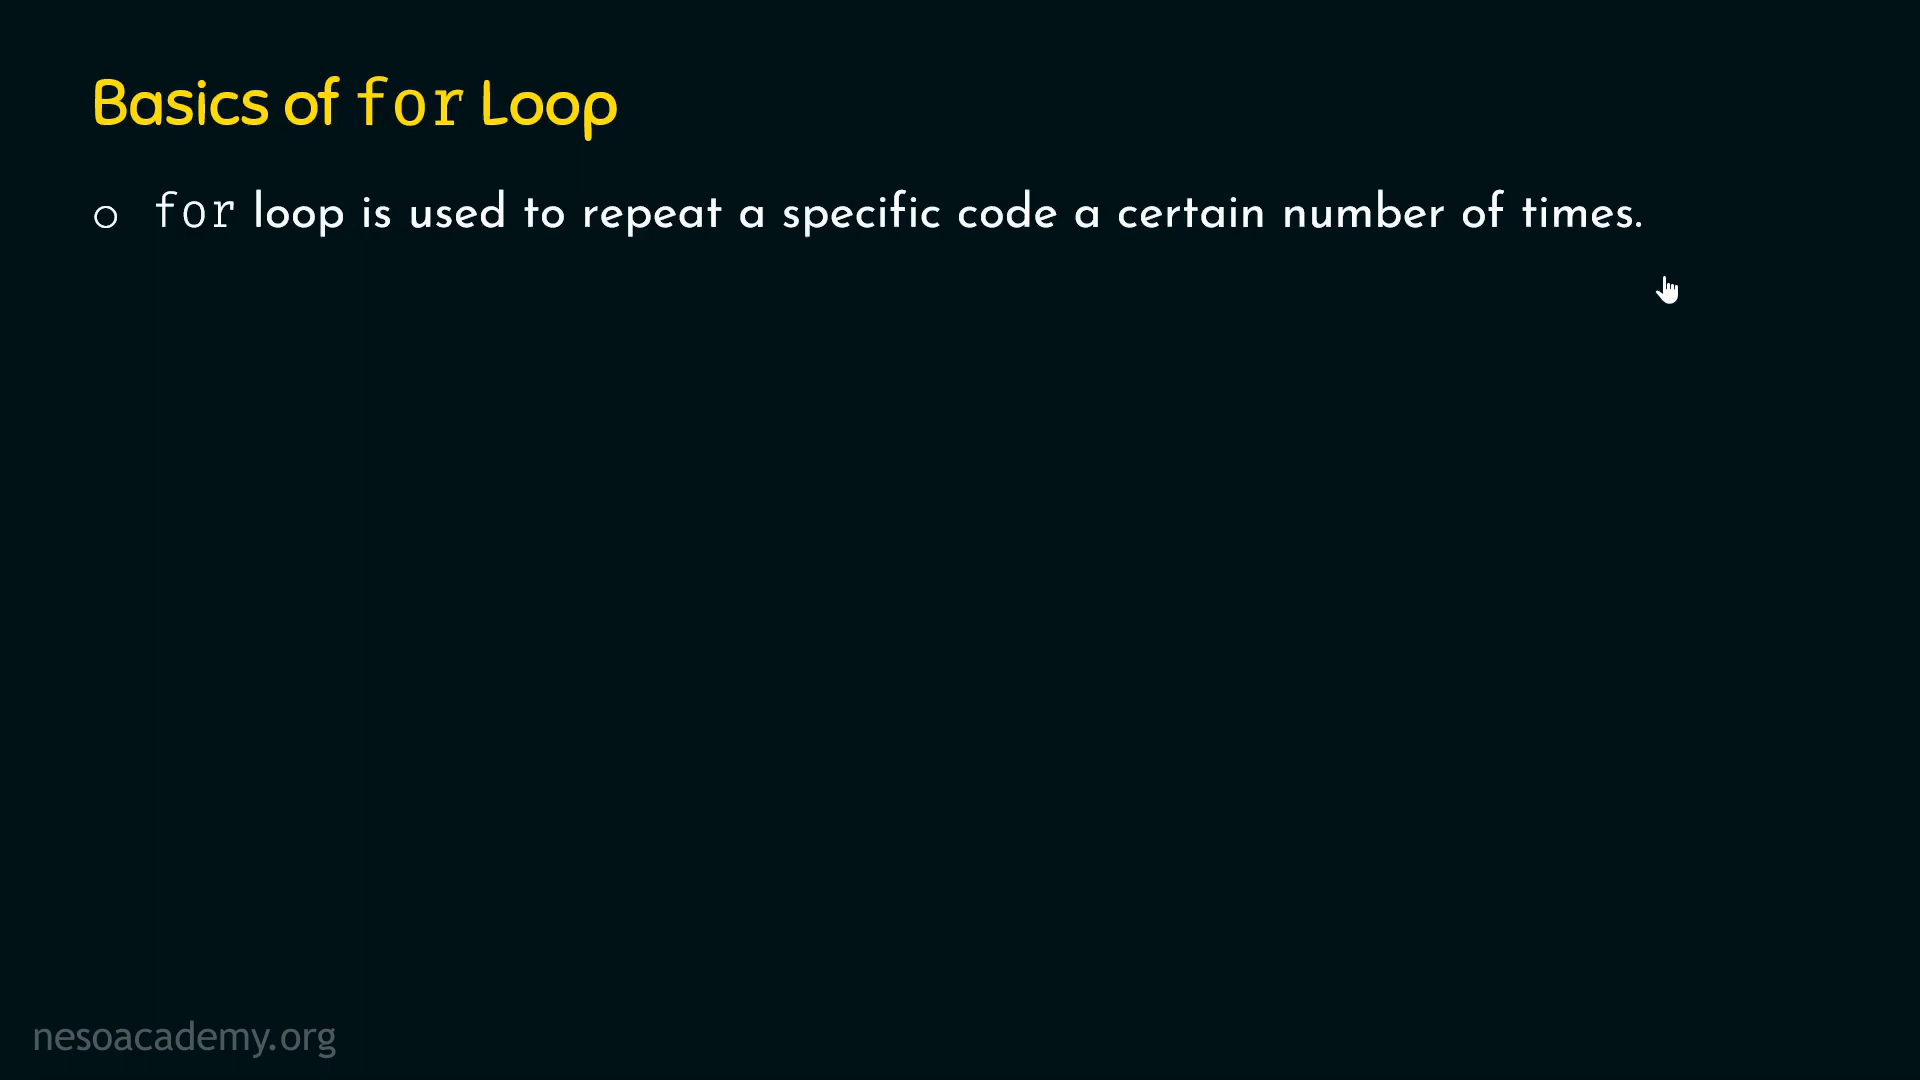 Basics of for Loop
○ for loop is used to repeat a specific code a certain number of times.
nesoacademy.org